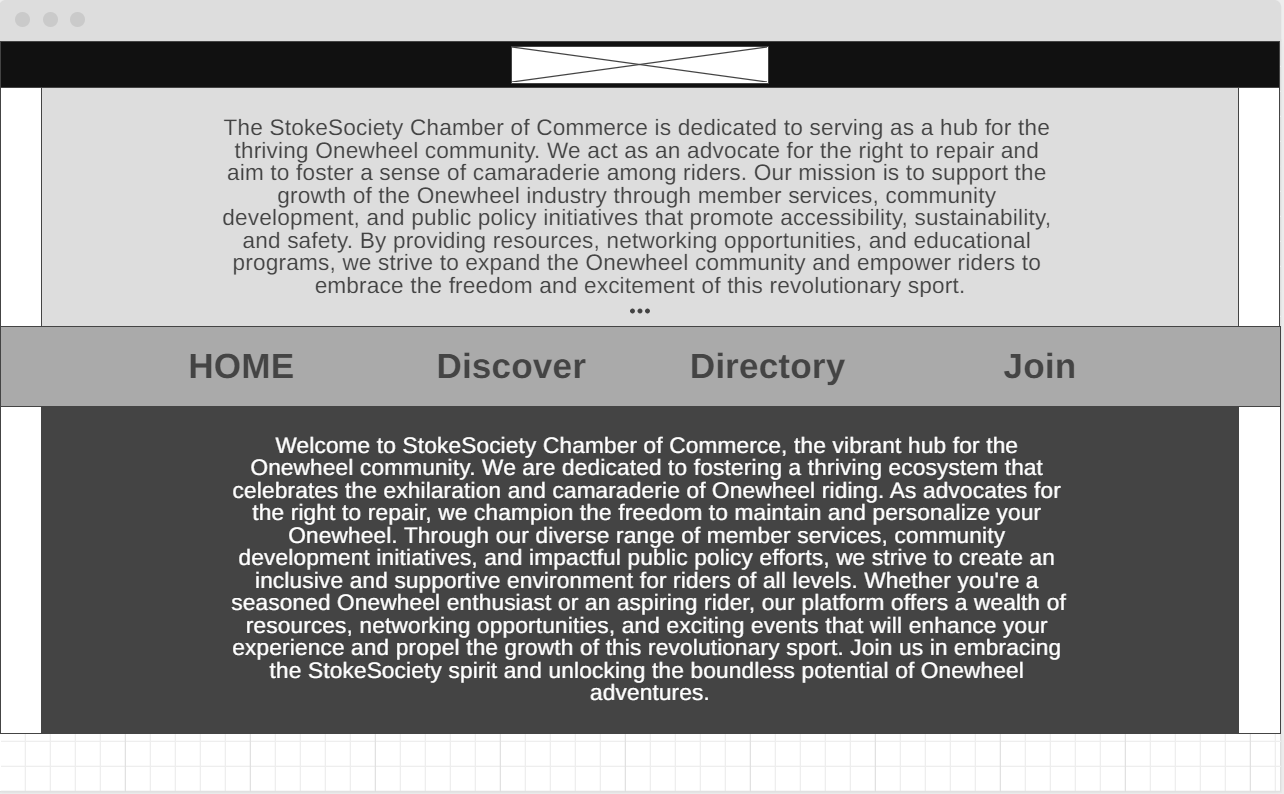 The StokeSociety Chamber of Commerce is dedicated to serving as a hub for the
thriving Onewheel community. We act as an advocate for the right to repair and
aim to foster a sense of camaraderie among riders. Our mission is to support the
growth of the Onewheel industry through member services, community
development, and public policy initiatives that promote accessibility, sustainability,
and safety. By providing resources, networking opportunities, and educational
programs, we strive to expand the Onewheel community and empower riders to
embrace the freedom and excitement of this revolutionary sport.
•••
HOME Discover Directory Join
Welcome to StokeSociety Chamber of Commerce, the vibrant hub for the
Onewheel community. We are dedicated to fostering a thriving ecosystem that
celebrates the exhilaration and camaraderie of Onewheel riding. As advocates for
the right to repair, we champion the freedom to maintain and personalize your
Onewheel. Through our diverse range of member services, community
development initiatives, and impactful public policy efforts, we strive to create an
inclusive and supportive environment for riders of all levels. Whether you're a
seasoned Onewheel enthusiast or an aspiring rider, our platform offers a wealth of
resources, networking opportunities, and exciting events that will enhance your
experience and propel the growth of this revolutionary sport. Join us in embracing
the StokeSociety spirit and unlocking the boundless potential of Onewheel
adventures.